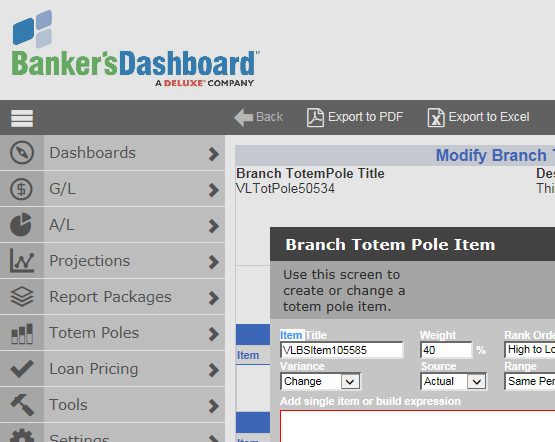 Banker'sDashboard™
A DELUXE® COMPANY
Back Export to PDF Export to Excel
Dashboards
G/L
A/L
Projections
Report Packages
Totem Poles
Loan Pricing
Tools
Settings
Modify Branch
Branch TotemPole Title
VLTotPole50534
Item
Item
Branch Totem Pole Item
Use this screen to
create or change a
totem pole item.
Item Title Weight Rank Orde
VLBSItem105585 40 % High to Lo
Variance Source Range
Change Actual Same Per
Add single item or build expression